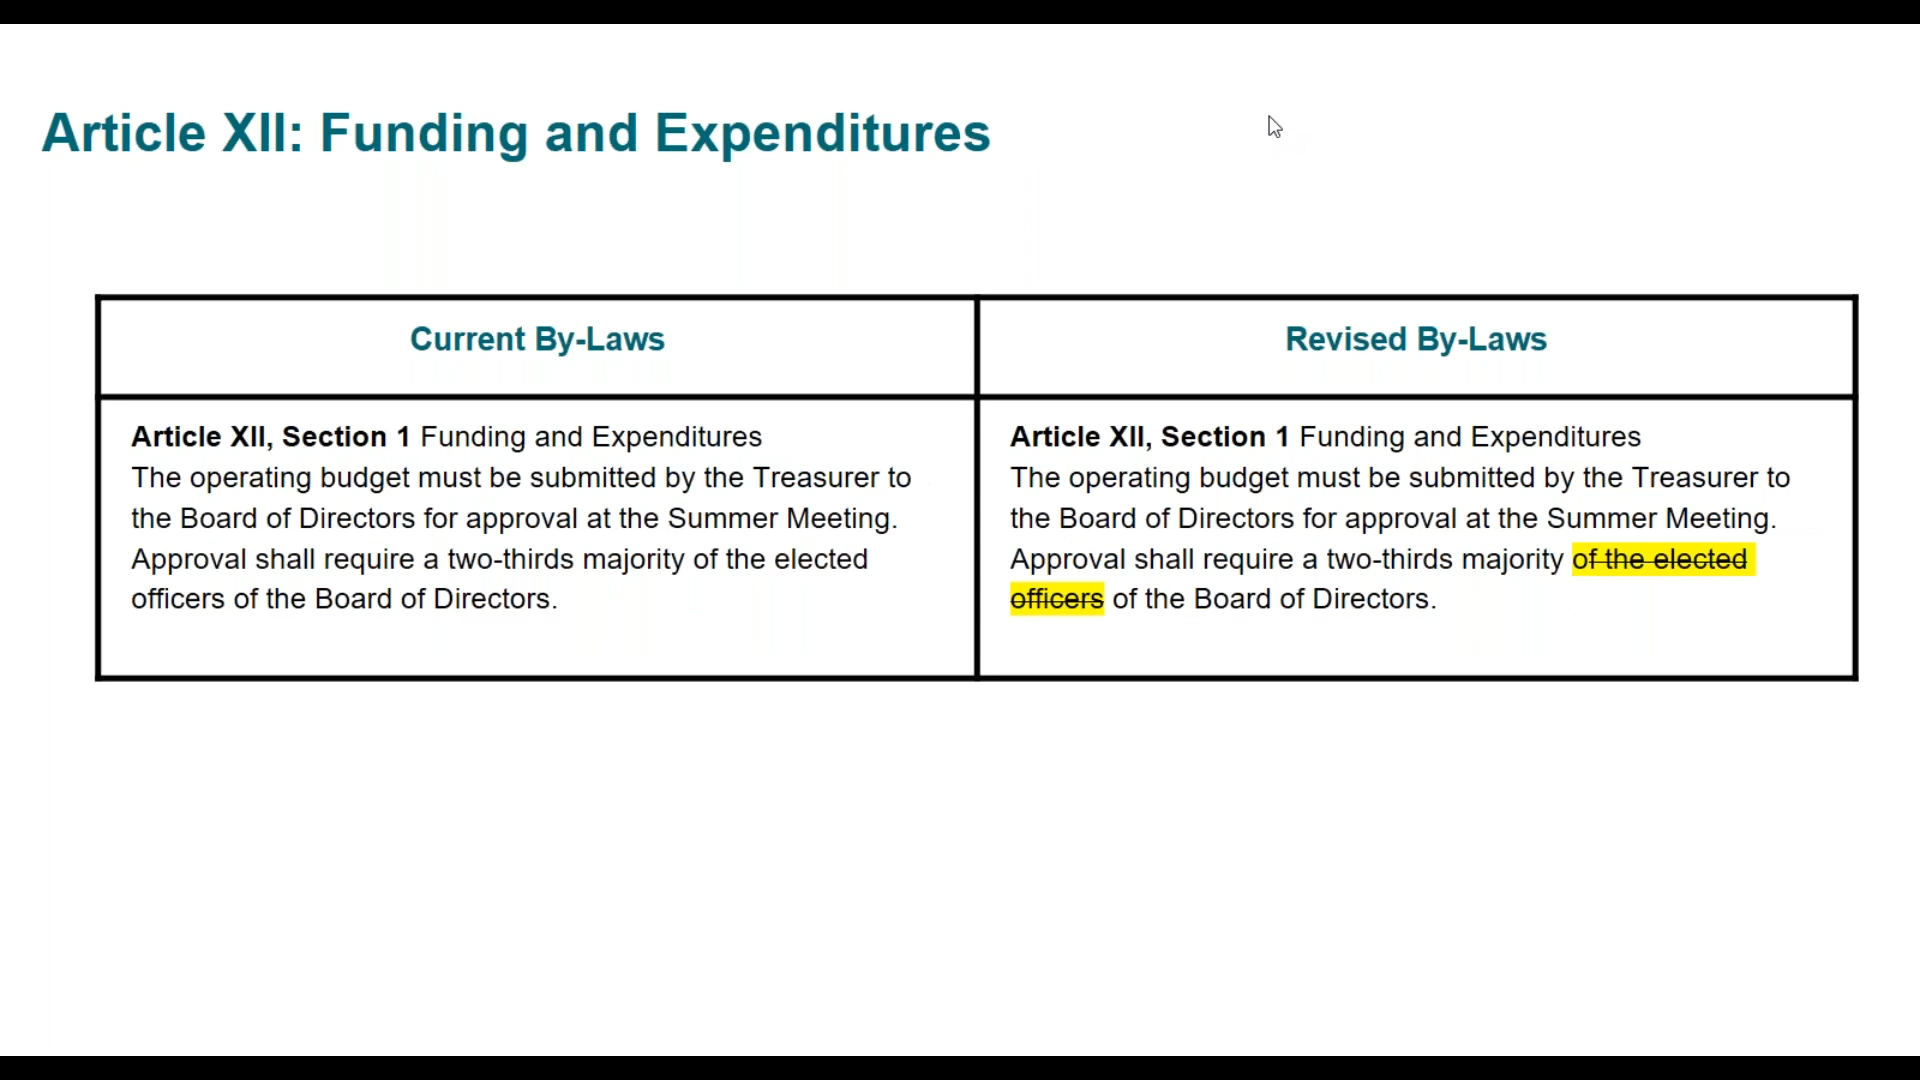 Article XII: Funding and Expenditures
Current By-Laws
Revised By-Laws
Article XII, Section 1 Funding and Expenditures
The operating budget must be submitted by the Treasurer to
the Board of Directors for approval at the Summer Meeting.
Approval shall require a two-thirds majority of the elected
officers of the Board of Directors.
Article XII, Section 1 Funding and Expenditures
The operating budget must be submitted by the Treasurer to
the Board of Directors for approval at the Summer Meeting.
Approval shall require a two-thirds majority of the elected
officers of the Board of Directors.